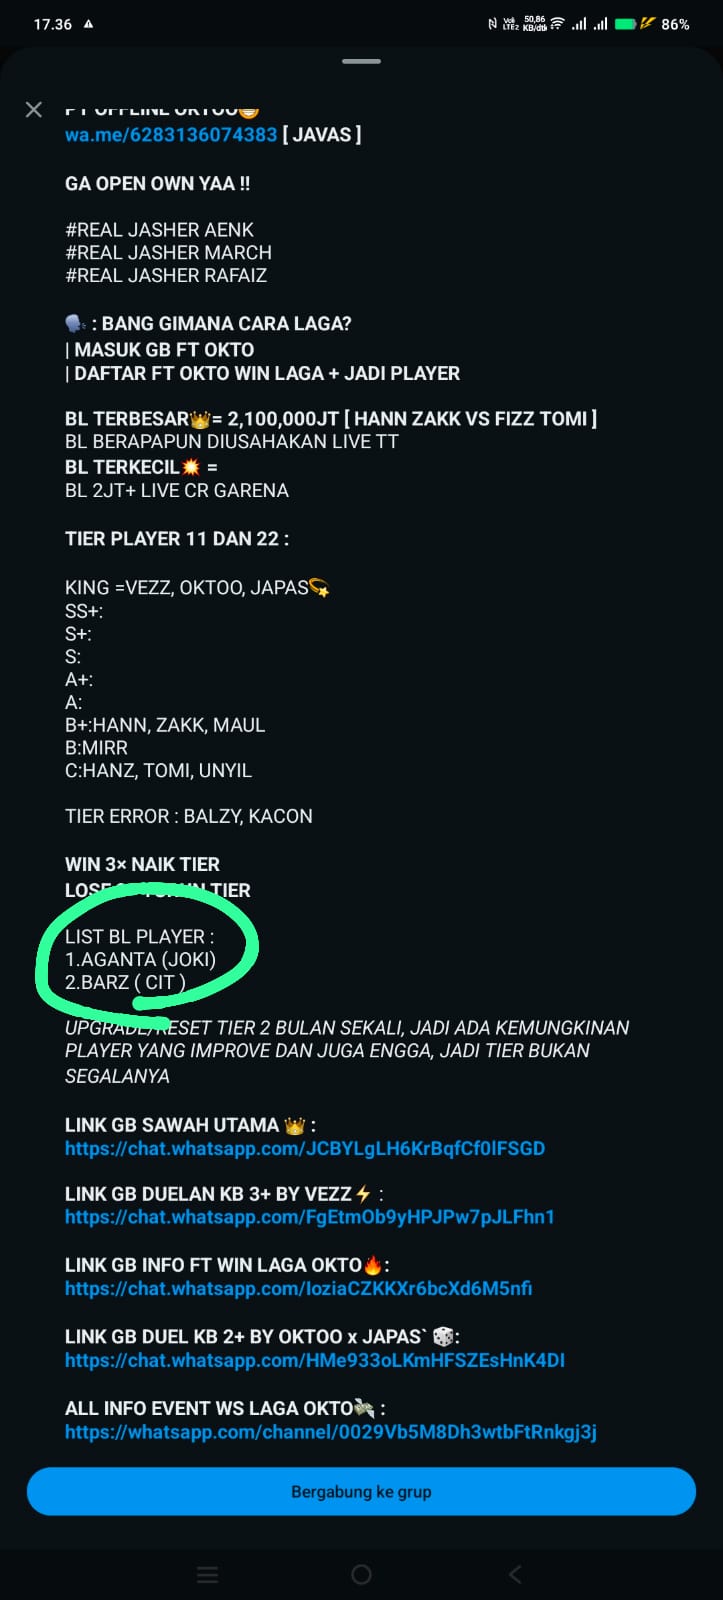 17.36
Vo) LTE2 50,86 KB/dtk 86%
wa.me/6283136074383 [ JAVAS ]
GA OPEN OWN YAA !!
#REAL JASHER AENK
#REAL JASHER MARCH
#REAL JASHER RAFAIZ
🗣️ : BANG GIMANA CARA LAGA?
| MASUK GB FT OKTO
| DAFTAR FT OKTO WIN LAGA + JADI PLAYER
BL TERBESAR👑= 2,100,000JT [ HANN ZAKK VS FIZZ TOMI ]
BL BERAPAPUN DIUSAHAKAN LIVE TT
BL TERKECIL💥 =
BL 2JT+ LIVE CR GARENA
TIER PLAYER 11 DAN 22 :
KING =VEZZ, OKTOO, JAPAS💫
SS+:
S+:
S:
A+:
A:
B+:HANN, ZAKK, MAUL
B:MIRR
C:HANZ, TOMI, UNYIL
TIER ERROR : BALZY, KACON
WIN 3× NAIK TIER
LOSE TIER
LIST BL PLAYER :
1.AGANTA (JOKI)
2.BARZ ( CIT )
UPGRADE/RESET TIER 2 BULAN SEKALI, JADI ADA KEMUNGKINAN
PLAYER YANG IMPROVE DAN JUGA ENGGA, JADI TIER BUKAN
SEGALANYA
LINK GB SAWAH UTAMA 👑 :
https://chat.whatsapp.com/JCBYLgLH6KrBqfCf0lFSGD
LINK GB DUELAN KB 3+ BY VEZZ⚡ :
https://chat.whatsapp.com/FgEtmOb9yHPJPw7pJLFhn1
LINK GB INFO FT WIN LAGA OKTO🔥:
https://chat.whatsapp.com/IoziaCZKKXr6bcXd6M5nfi
LINK GB DUEL KB 2+ BY OKTOO x JAPAS` 🎲:
https://chat.whatsapp.com/HMe933oLKmHFSZEsHnK4DI
ALL INFO EVENT WS LAGA OKTO💸 :
https://whatsapp.com/channel/0029Vb5M8Dh3wtbFtRnkgj3j
Bergabung ke grup